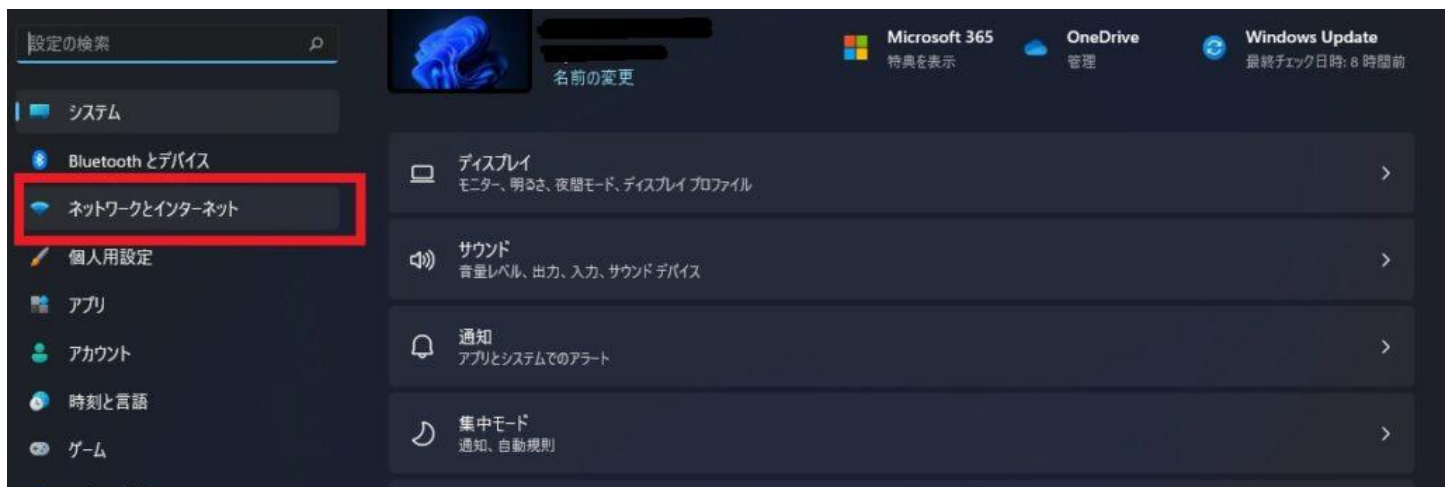 設定の検索
システム
Bluetooth とデバイス
ネットワークとインターネット
個人用設定
アプリ
アカウント
時刻と言語
ゲーム
名前の変更
Microsoft 365
特典を表示
OneDrive
管理
Windows Update
最終チェック日時: 8 時間前
ディスプレイ
モニター、明るさ、夜間モード、ディスプレイ プロファイル
サウンド
音量レベル、出力、入力、サウンド デバイス
通知
アプリとシステムでのアラート
集中モード
通知、自動規則